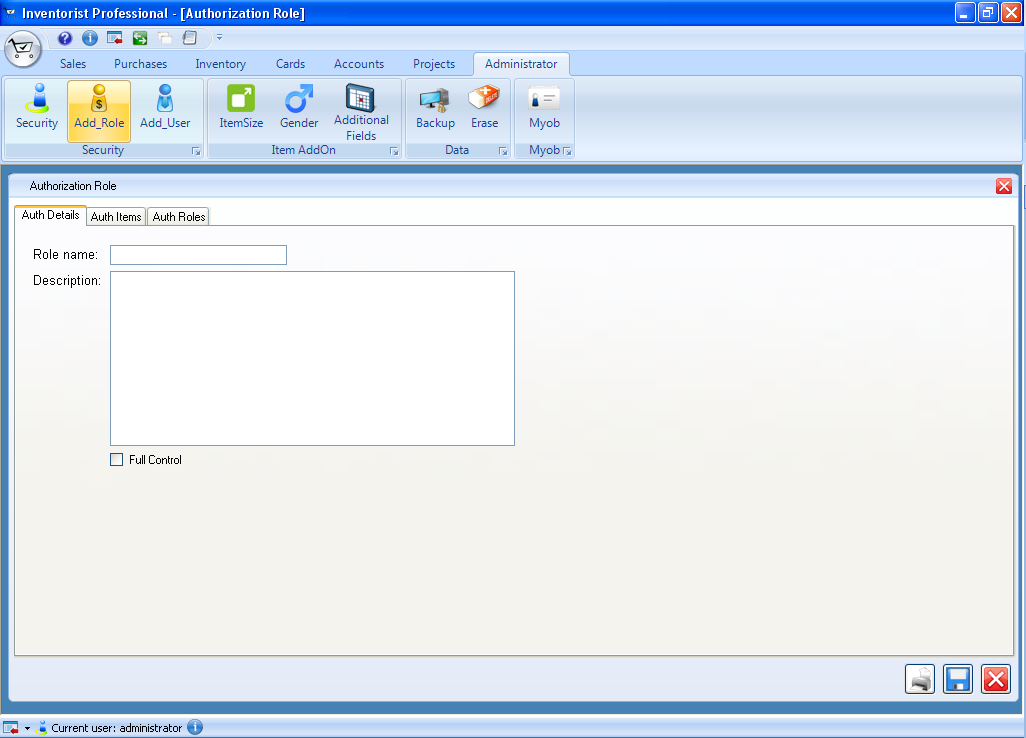 Inventorist Professional - [Authorization Role]
Sales Purchases Inventory Cards Accounts Projects Administrator
Security Add_Role Add_User ItemSize Gender Additional Fields Backup Erase Myob
Security Item AddOn Data Myob
Authorization Role
Auth Details Auth Items Auth Roles
Role name:
Description:
Full Control
Current user: administrator